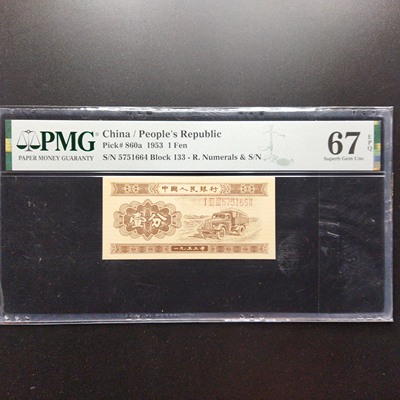 PMG
PAPER MONEY GUARANTY
China / People's Republic
Pick# 860a 1953 1 Fen
S/N 5751664 Block 133 - R. Numerals & S/N
67 EPQ
Superb Gem Unc
中國人民銀行
壹分
一九五三年